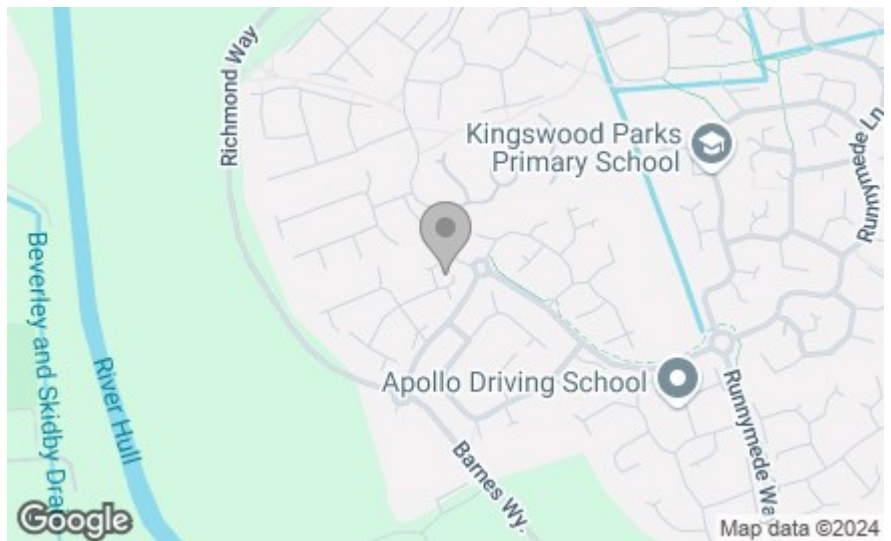 Richmond Way
Kingswood Parks
Primary School
Runnymede Ln
Beverley and Skidby Drai
River Hull
Apollo Driving School
Runnymede Wa
Barnes Wy.
Google
Map data ©2024